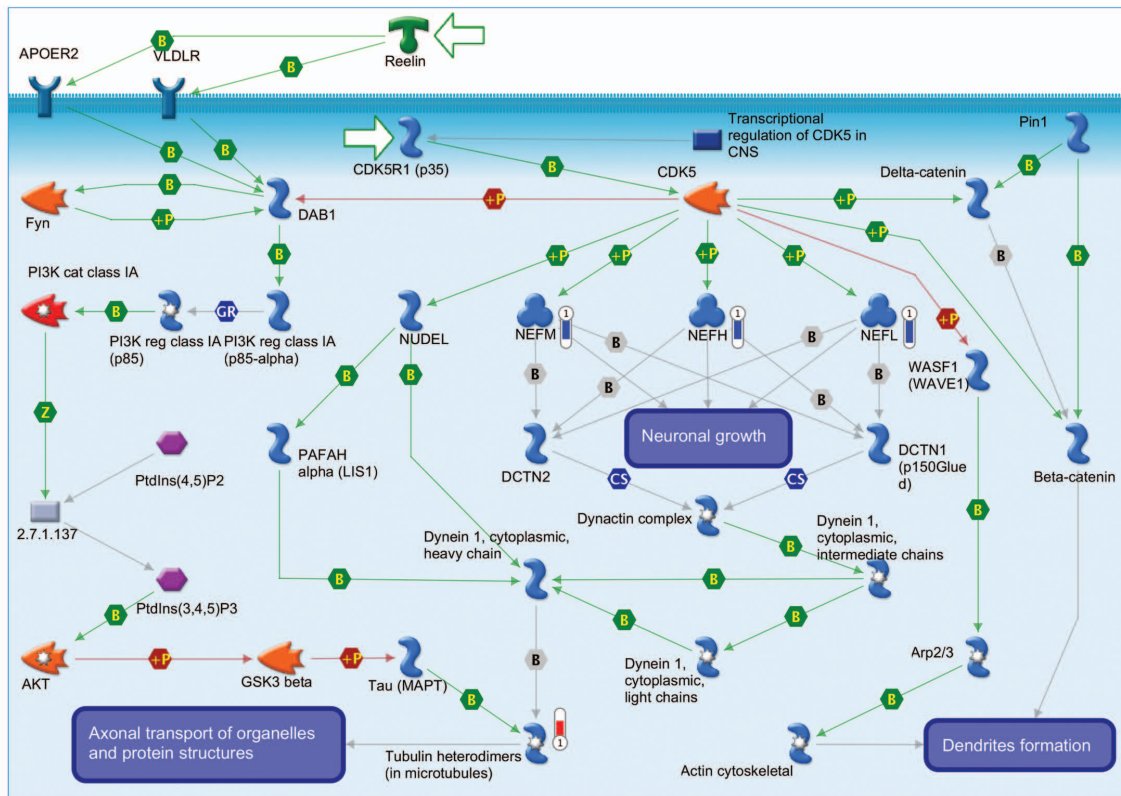 B
APOER2
VLDLR
Reelin
B
Transcriptional
regulation of CDK5 in
CNS
Pin1
B
B
CDK5R1 (p35)
B
CDK5
Delta-catenin
B
B
Fyn
+P
DAB1
+P
+P
+P
B
B
B
+P
+P
+P
PI3K cat class IA
B
GR
PI3K reg class IA
(p85)
PI3K reg class IA
(p85-alpha)
NUDEL
NEFM
1
NEFH
1
NEFL
1
+P
WASF1
(WAVE1)
B
B
B
B
B
B
B
B
Z
PAFAH
alpha (LIS1)
DCTN2
Neuronal growth
DCTN1
(p150Glue
d)
Beta-catenin
PtdIns(4,5)P2
CS
CS
2.7.1.137
Dynactin complex
B
Dynein 1, cytoplasmic,
heavy chain
B
Dynein 1,
cytoplasmic,
intermediate chains
B
B
PtdIns(3,4,5)P3
B
B
B
AKT
+P
GSK3 beta
+P
Tau (MAPT)
B
Dynein 1,
cytoplasmic,
light chains
Arp2/3
B
B
Axonal transport of organelles
and protein structures
Tubulin heterodimers
(in microtubules)
1
Actin cytoskeletal
Dendrites formation